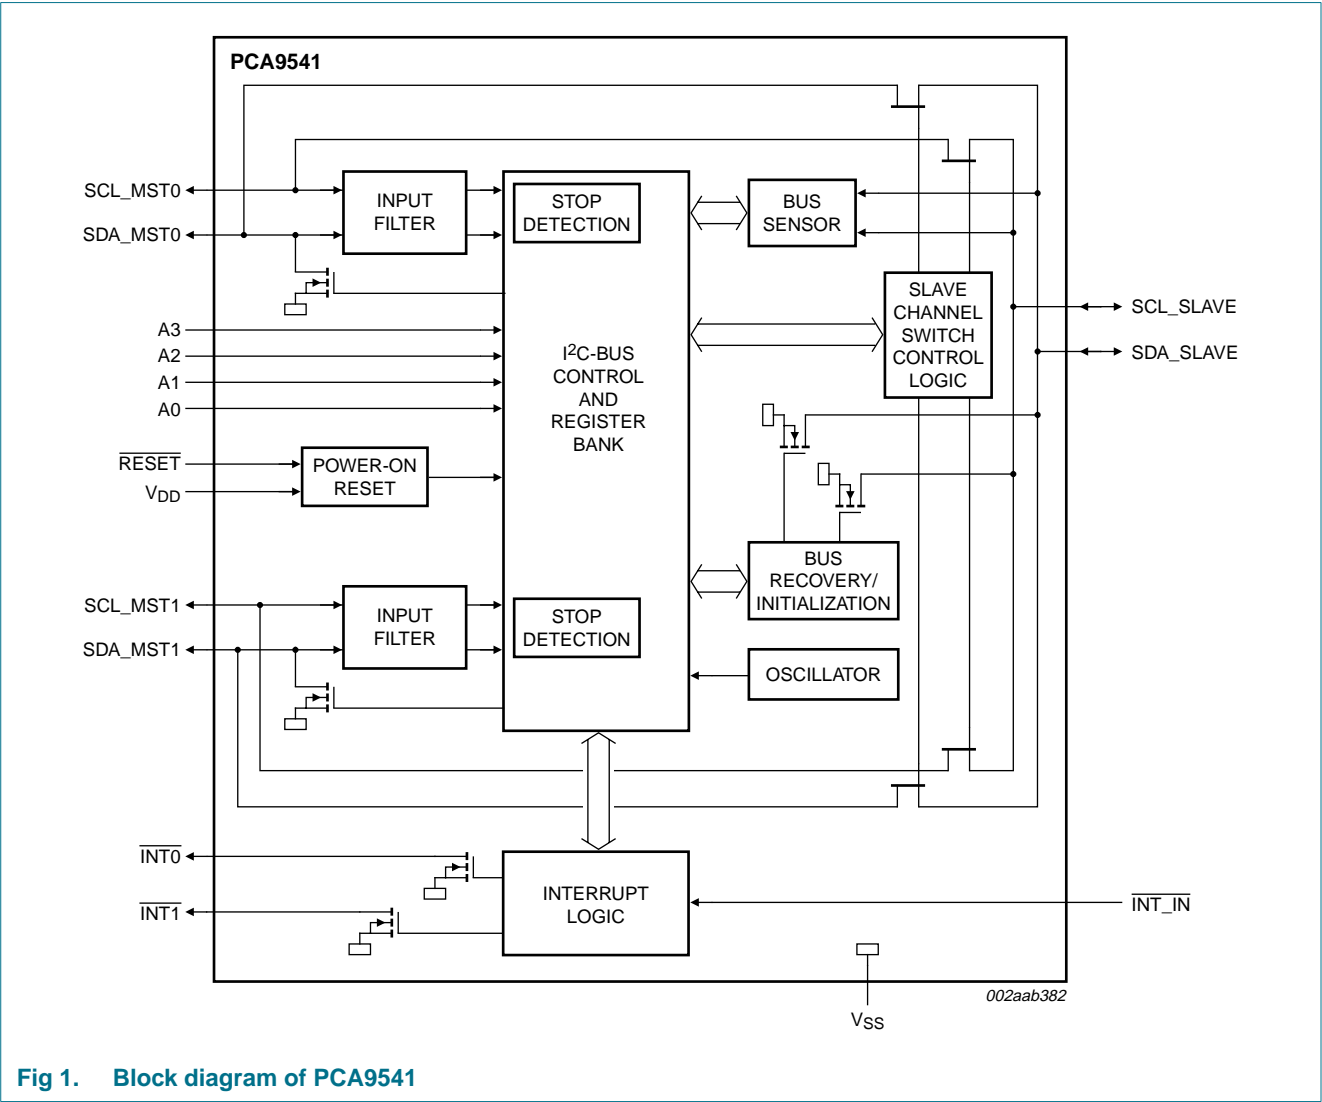 PCA9541
SCL_MST0
SDA_MST0
INPUT
FILTER
STOP
DETECTION
BUS
SENSOR
A3
A2
A1
A0
I2C-BUS
CONTROL
AND
REGISTER
BANK
SLAVE
CHANNEL
SWITCH
CONTROL
LOGIC
SCL_SLAVE
SDA_SLAVE
RESET
VDD
POWER-ON
RESET
SCL_MST1
SDA_MST1
INPUT
FILTER
STOP
DETECTION
BUS
RECOVERY/
INITIALIZATION
OSCILLATOR
INT0
INT1
INTERRUPT
LOGIC
INT_IN
VSS
002aab382
Fig 1. Block diagram of PCA9541